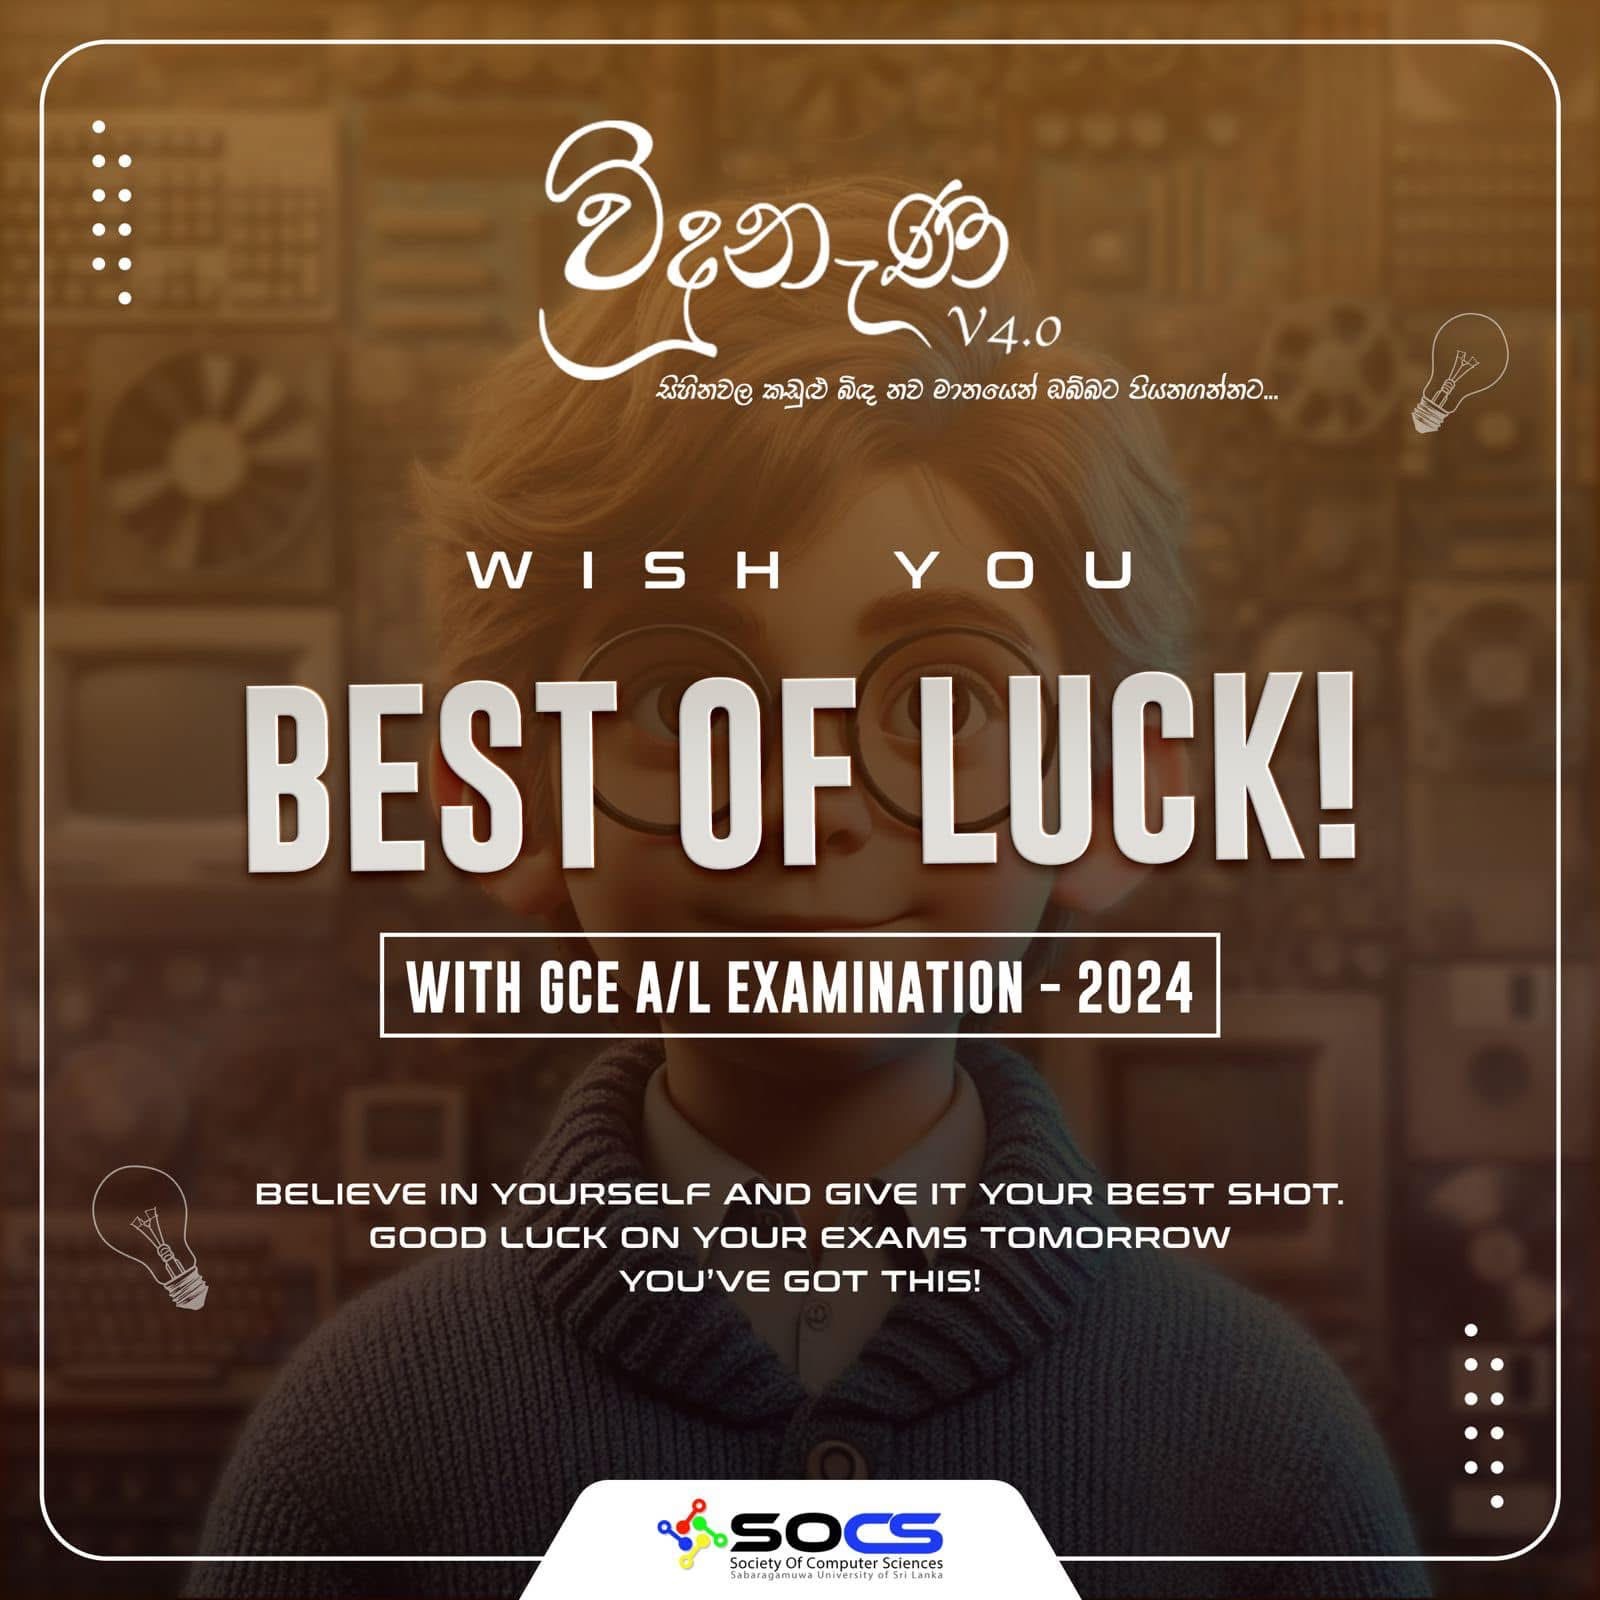 විදුනැණ
V4.0
සිහිනවල කඩුළු බිඳ නව මානයෙන් ඔබ්බට පියනගන්නට...
WISH YOU
BEST OF LUCK!
WITH GCE A/L EXAMINATION - 2024
BELIEVE IN YOURSELF AND GIVE IT YOUR BEST SHOT.
GOOD LUCK ON YOUR EXAMS TOMORROW
YOU'VE GOT THIS!
SOCS
Society Of Computer Sciences
Sabaragamuwa University of Sri Lanka